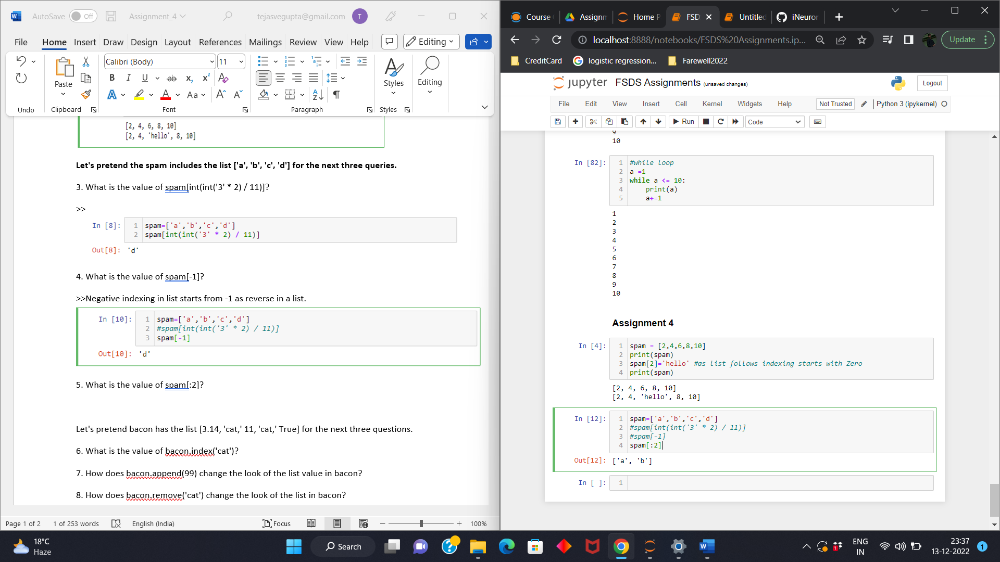 AutoSave Off Assignment_4 tejasvegupta@gmail.com T
File Home Insert Draw Design Layout References Mailings Review View Help Editing
Calibri (Body) 11
Paste Styles Editing
Undo Clipboard Font Paragraph Styles
[2, 4, 6, 8, 10]
[2, 4, 'hello', 8, 10]
Let's pretend the spam includes the list ['a', 'b', 'c', 'd'] for the next three queries.
3. What is the value of spam[int(int('3' * 2) / 11)]?
>>
In [8]: 1 spam=['a','b','c','d']
2 spam[int(int('3' * 2) / 11)]
Out[8]: 'd'
4. What is the value of spam[-1]?
>>Negative indexing in list starts from -1 as reverse in a list.
In [10]: 1 spam=['a','b','c','d']
2 #spam[int(int('3' * 2) / 11)]
3 spam[-1]
Out[10]: 'd'
5. What is the value of spam[:2]?
Let's pretend bacon has the list [3.14, 'cat,' 11, 'cat,' True] for the next three questions.
6. What is the value of bacon.index('cat')?
7. How does bacon.append(99) change the look of the list value in bacon?
8. How does bacon.remove('cat') change the look of the list in bacon?
Page 1 of 2 1 of 253 words English (India) Focus 100%
Course Assignm Home P FSD Untitled iNeuron
localhost:8888/notebooks/FSDS%20Assignments.ip... Update
CreditCard logistic regression... Farewell2022
jupyter FSDS Assignments (unsaved changes) Logout
File Edit View Insert Cell Kernel Widgets Help Not Trusted Python 3 (ipykernel)
Run Code
9
10
In [82]: 1 #while loop
2 a =1
3 while a <= 10:
4 print(a)
5 a+=1
1
2
3
4
5
6
7
8
9
10
Assignment 4
In [4]: 1 spam = [2,4,6,8,10]
2 print(spam)
3 spam[2]='hello' #as list follows indexing starts with Zero
4 print(spam)
[2, 4, 6, 8, 10]
[2, 4, 'hello', 8, 10]
In [12]: 1 spam=['a','b','c','d']
2 #spam[int(int('3' * 2) / 11)]
3 #spam[-1]
4 spam[:2]
Out[12]: ['a', 'b']
In [ ]: 1
18°C
Haze
Search
ENG
IN
23:37
13-12-2022
1